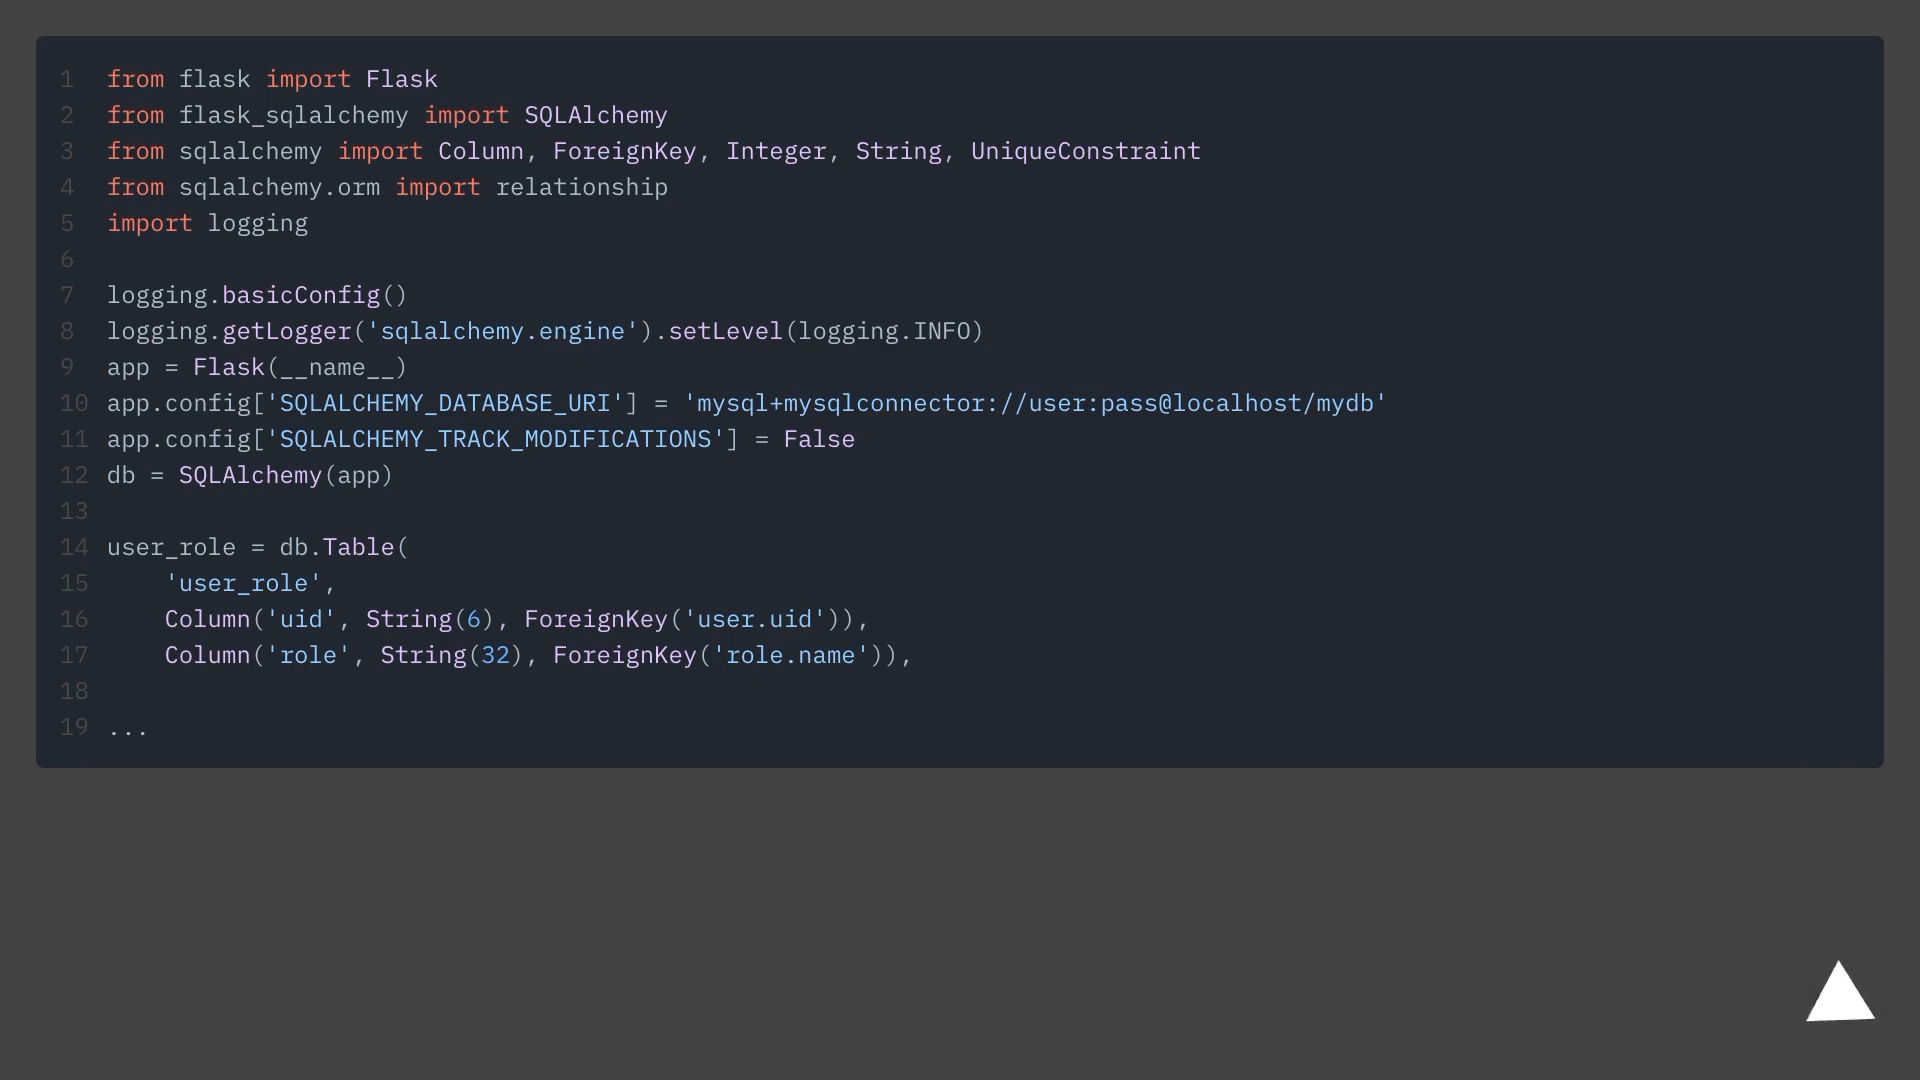 1 from flask import Flask
2 from flask_sqlalchemy import SQLAlchemy
3 from sqlalchemy import Column, ForeignKey, Integer, String, UniqueConstraint
4 from sqlalchemy.orm import relationship
5 import logging
6
7 logging.basicConfig()
8 logging.getLogger('sqlalchemy.engine').setLevel(logging.INFO)
9 app = Flask(__name__)
10 app.config['SQLALCHEMY_DATABASE_URI'] = 'mysql+mysqlconnector://user:pass@localhost/mydb'
11 app.config['SQLALCHEMY_TRACK_MODIFICATIONS'] = False
12 db = SQLAlchemy(app)
13
14 user_role = db.Table(
15     'user_role',
16     Column('uid', String(6), ForeignKey('user.uid')),
17     Column('role', String(32), ForeignKey('role.name')),
18
19 ...